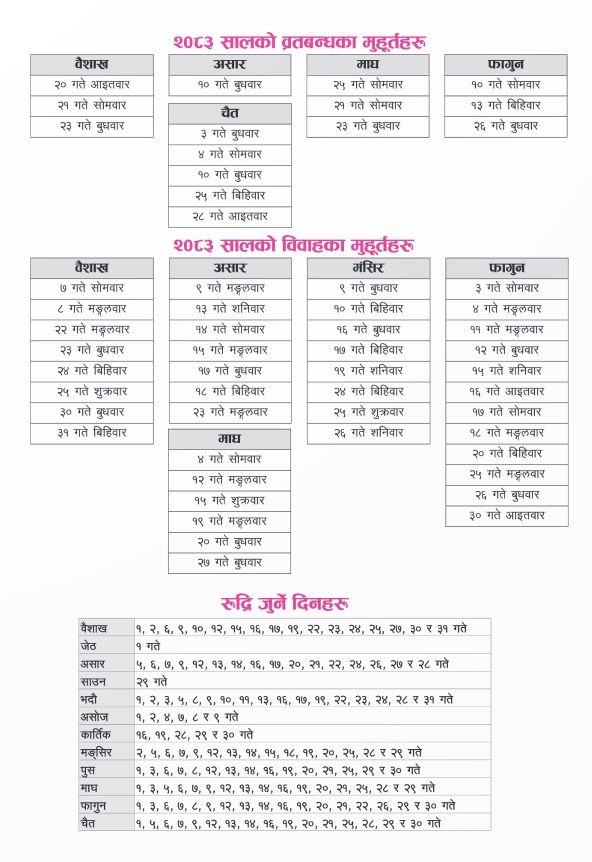 २०८३ सालको व्रतबन्धका मुहूर्तहरू
वैशाख
२० गते आइतवार
२१ गते सोमवार
२३ गते बुधवार
असार
१० गते बुधवार
चैत
३ गते बुधवार
४ गते सोमवार
१० गते बुधवार
२५ गते बिहिवार
२८ गते आइतवार
माघ
२५ गते सोमवार
२१ गते सोमवार
२३ गते बुधवार
फागुन
१० गते सोमवार
१३ गते बिहिवार
२६ गते बुधवार
२०८३ सालको विवाहका मुहूर्तहरू
वैशाख
७ गते सोमवार
८ गते मङ्गलवार
२२ गते मङ्गलवार
२३ गते बुधवार
२४ गते बिहिवार
२५ गते शुक्रवार
३० गते बुधवार
३१ गते बिहिवार
असार
९ गते मङ्गलवार
१३ गते शनिवार
१४ गते सोमवार
१५ गते मङ्गलवार
१७ गते बुधवार
१८ गते बिहिवार
२३ गते मङ्गलवार
माघ
४ गते सोमवार
१२ गते मङ्गलवार
१५ गते शुक्रवार
१९ गते मङ्गलवार
२० गते बुधवार
२७ गते बुधवार
मंसिर
९ गते बुधवार
१० गते बिहिवार
१६ गते बुधवार
१७ गते बिहिवार
१९ गते शनिवार
२४ गते बिहिवार
२५ गते शुक्रवार
२६ गते शनिवार
फागुन
३ गते सोमवार
४ गते मङ्गलवार
११ गते मङ्गलवार
१२ गते बुधवार
१५ गते शनिवार
१६ गते आइतवार
१७ गते सोमवार
१८ गते मङ्गलवार
२० गते बिहिवार
२५ गते मङ्गलवार
२६ गते बुधवार
३० गते आइतवार
रुद्रि जुर्ने दिनहरू
वैशाख १, २, ६, ९, १०, १२, १५, १६, १७, १९, २२, २३, २४, २५, २७, ३० र ३१ गते
जेठ १ गते
असार ५, ६, ७, ९, १२, १३, १४, १६, १७, २०, २१, २२, २४, २६, २७ र २८ गते
साउन २९ गते
भदौ १, २, ३, ५, ८, ९, १०, ११, १३, १६, १७, १९, २२, २३, २४, २८ र ३१ गते
असोज १, २, ४, ७, ८ र ९ गते
कार्तिक १६, १९, २८, २९ र ३० गते
मङ्सिर २, ५, ६, ७, ९, १२, १३, १४, १५, १८, १९, २०, २५, २८ र २९ गते
पुस १, ३, ६, ७, ८, १२, १३, १४, १६, १९, २०, २१, २५, २९ र ३० गते
माघ १, ३, ५, ६, ७, ९, १२, १३, १४, १६, १९, २०, २१, २५, २८ र २९ गते
फागुन १, ३, ६, ७, ८, ९, १२, १३, १४, १६, १९, २०, २१, २२, २६, २९ र ३० गते
चैत १, ५, ६, ७, ९, १२, १३, १४, १६, १९, २०, २१, २५, २८, २९ र ३० गते